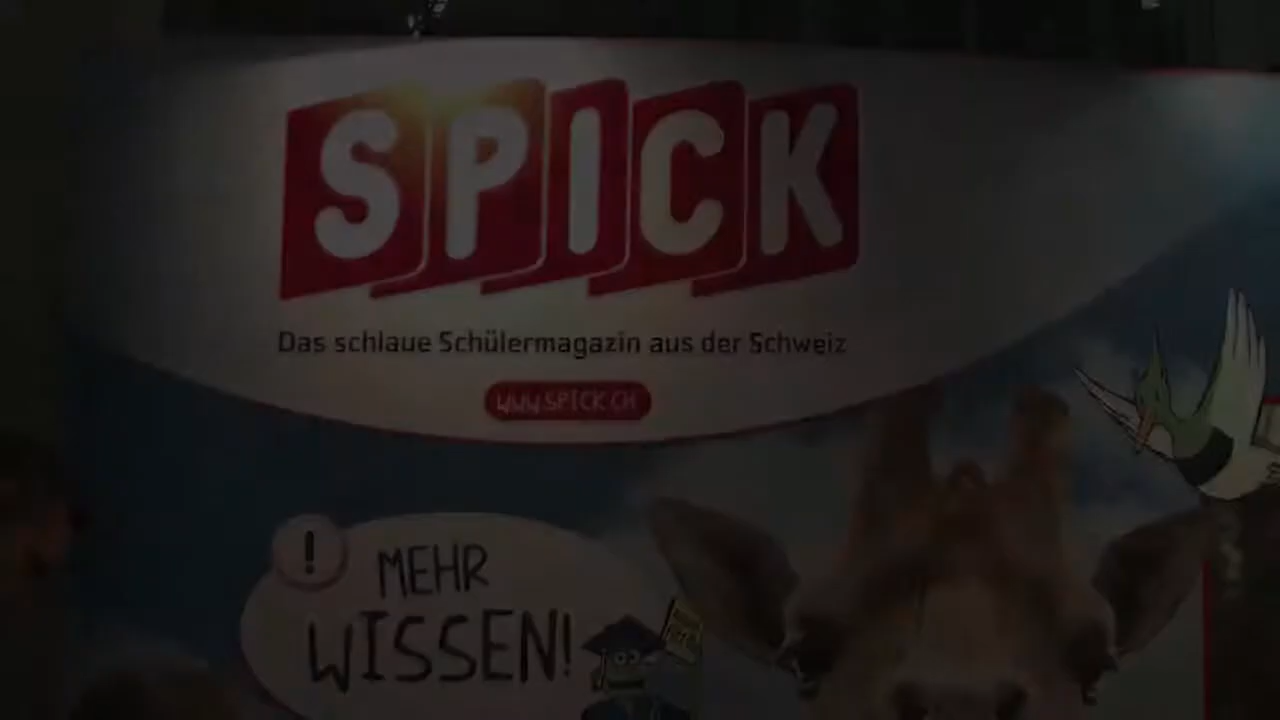 SPICK
Das schlaue Schülermagazin aus der Schweiz
WWW.SPICK.CH
!
MEHR
WISSEN!